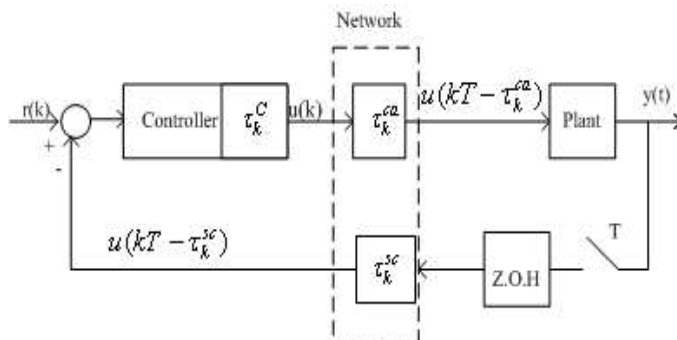 Network
r(k)
+
-
Controller
τ_k^C
u(k)
τ_k^{ca}
u(kT − τ_k^{ca})
Plant
y(t)
u(kT − τ_k^{sc})
τ_k^{sc}
Z.O.H
T